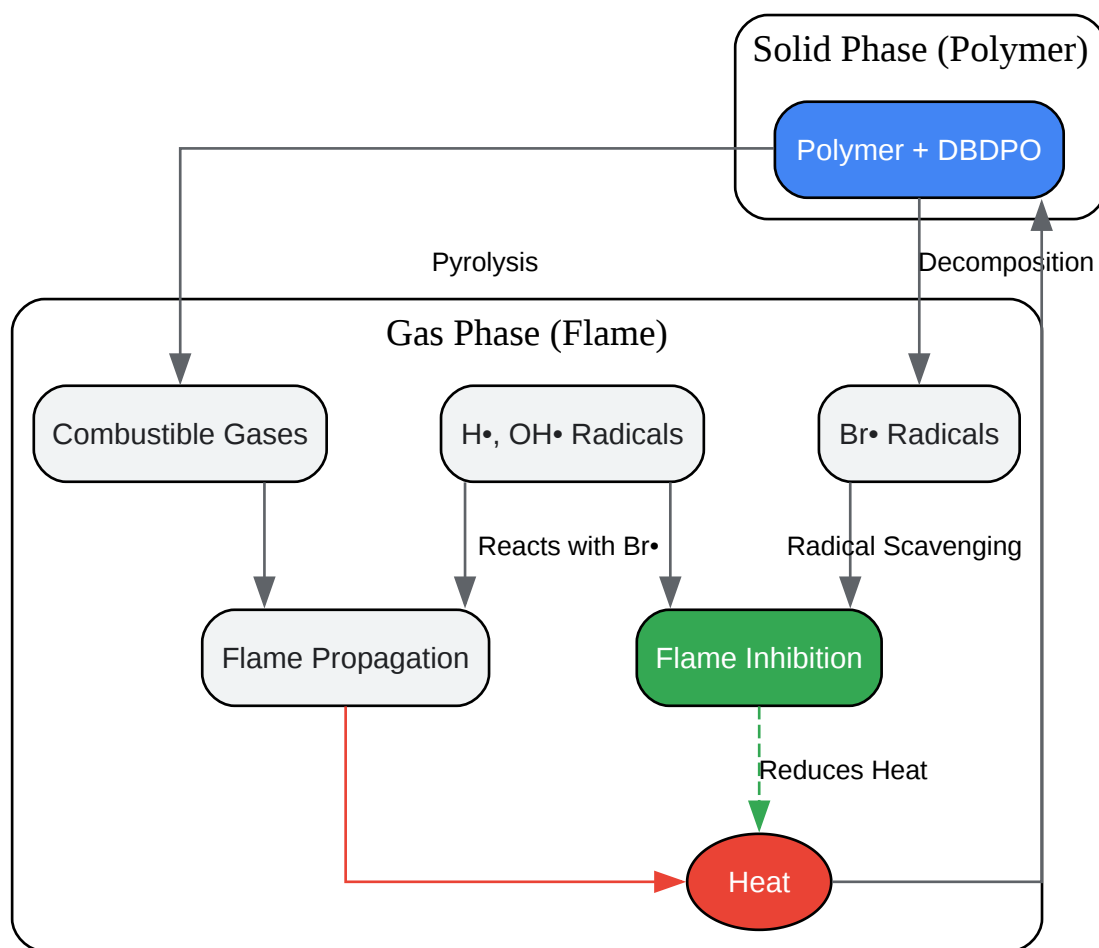 Solid Phase (Polymer)
Polymer + DBDPO
Pyrolysis
Decomposition
Gas Phase (Flame)
Combustible Gases
H•, OH• Radicals
Br• Radicals
Reacts with Br•
Radical Scavenging
Flame Propagation
Flame Inhibition
Reduces Heat
Heat